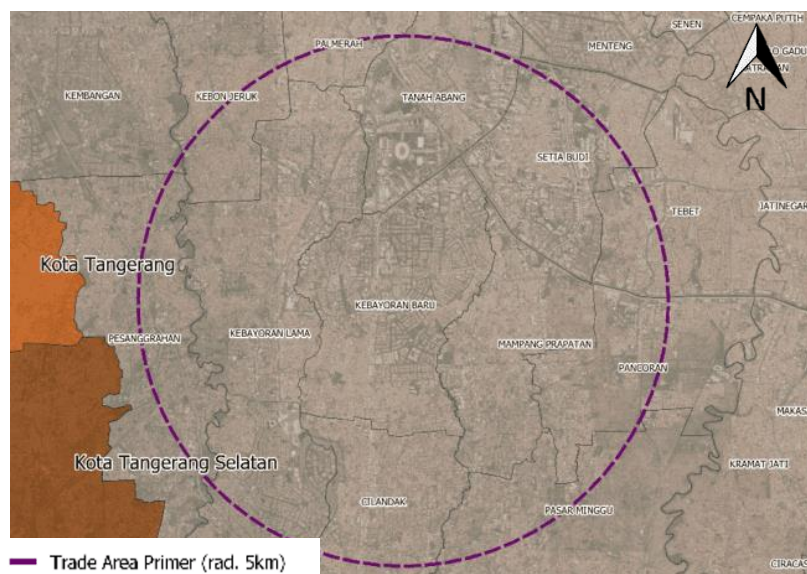 CEMPAKA PUTIH
SENEN
PALMERAH
MENTENG
O GADU
ATRAMAN
KEMBANGAN
KEBON JERUK
TANAH ABANG
N
SETIA BUDI
JATINEGAR
TEBET
Kota Tangerang
KEBAYORAN BARU
PESANGGRAHAN
KEBAYORAN LAMA
MAMPANG PRAPATAN
PANCORAN
MAKAS
Kota Tangerang Selatan
KRAMAT JATI
CILANDAK
PASAR MINGGU
Trade Area Primer (rad. 5km)
CIRACAS